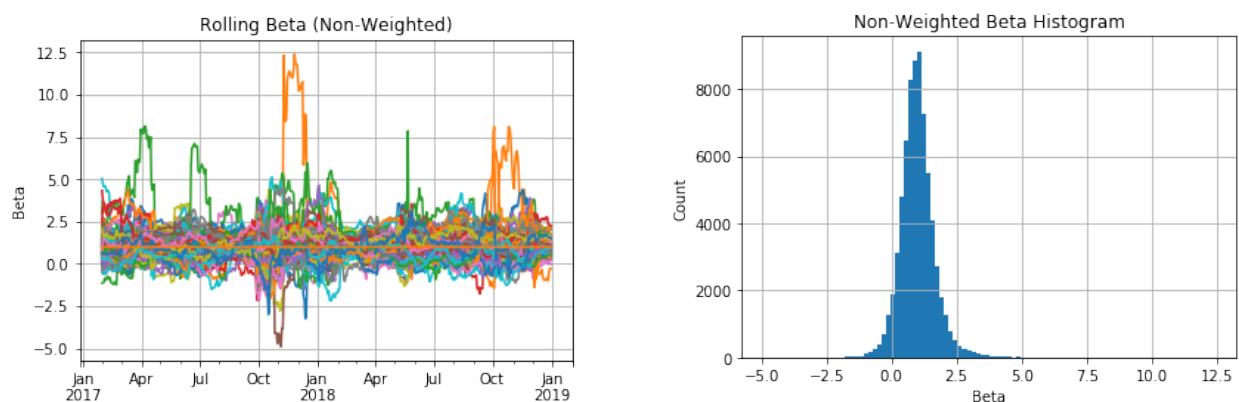 Rolling Beta (Non-Weighted)
12.5
10.0
7.5
5.0
2.5
0.0
−2.5
−5.0
Beta
Jan Apr Jul Oct Jan Apr Jul Oct Jan
2017 2018 2019
Non-Weighted Beta Histogram
8000
6000
4000
2000
0
Count
−5.0 −2.5 0.0 2.5 5.0 7.5 10.0 12.5
Beta